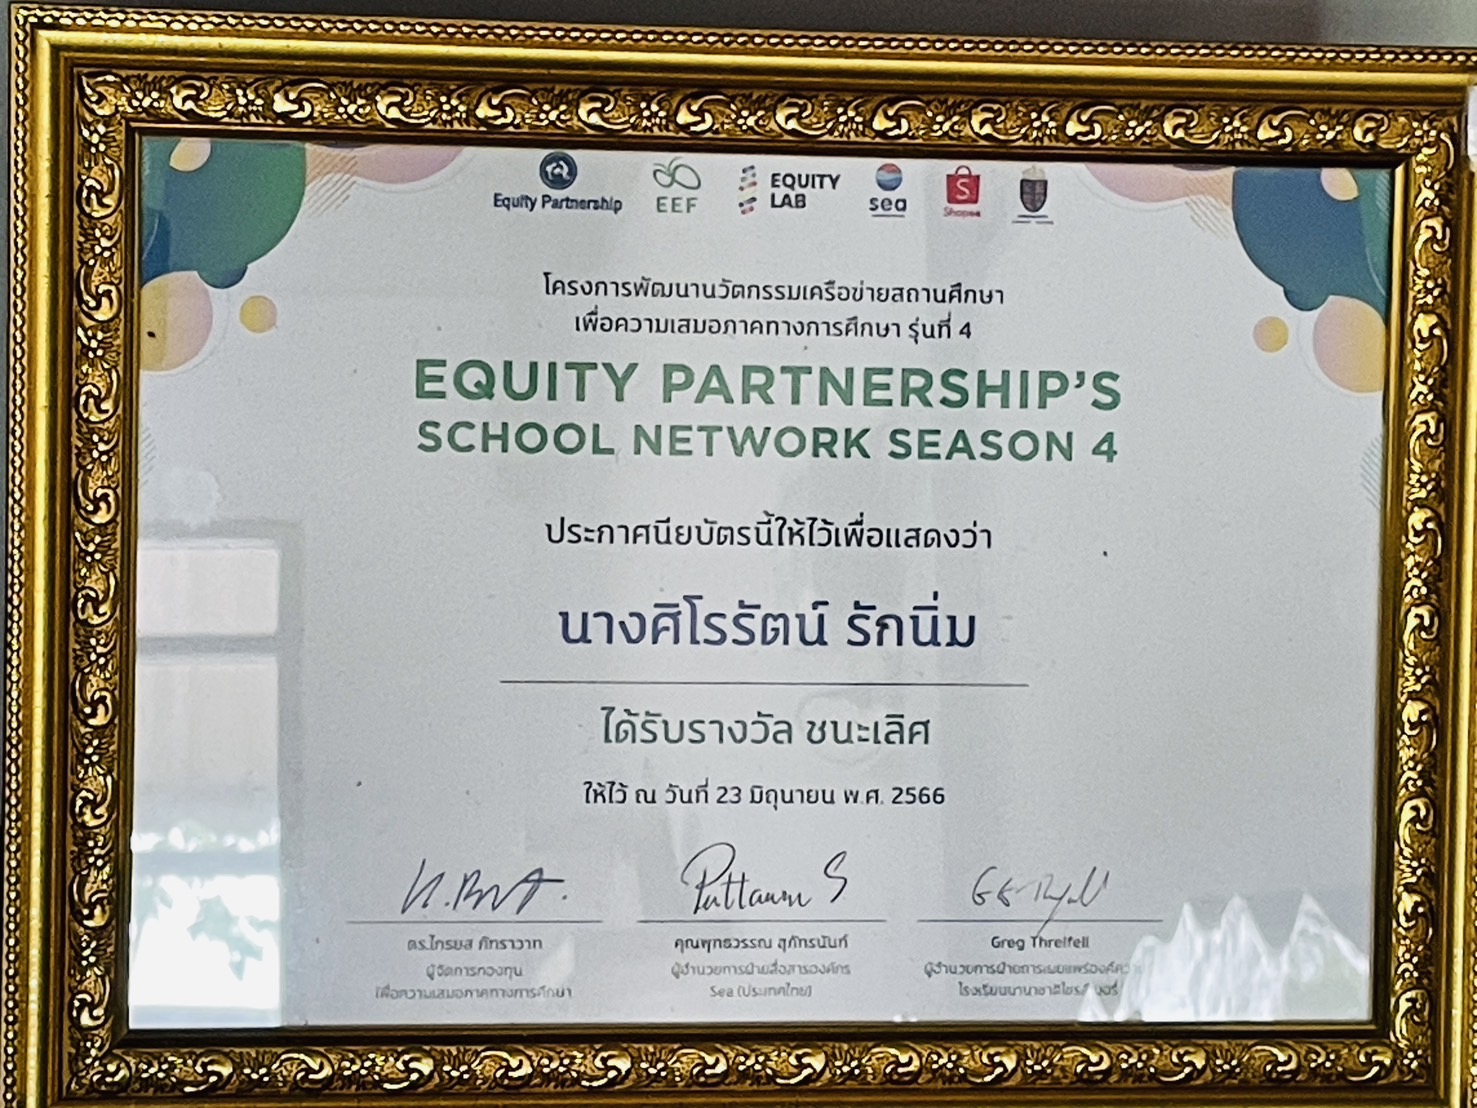 Equity Partnership
EEF
EQUITY
LAB
sea
Shopee
โครงการพัฒนานวัตกรรมเครือข่ายสถานศึกษา
เพื่อความเสมอภาคทางการศึกษา รุ่นที่ 4
EQUITY PARTNERSHIP'S
SCHOOL NETWORK SEASON 4
ประกาศนียบัตรนี้ให้ไว้เพื่อแสดงว่า
นางศิโรรัตน์ รักนิ่ม
ได้รับรางวัล ชนะเลิศ
ให้ไว้ ณ วันที่ 23 มิถุนายน พ.ศ. 2566
Puttawan S
ดร.ไกรยส ภัทราวาท
ผู้จัดการกองทุน
เพื่อความเสมอภาคทางการศึกษา
คุณพุทธวรรณ สุภัทรนันท์
ผู้อำนวยการฝ่ายสื่อสารองค์กร
Sea (ประเทศไทย)
Greg Threlfell
ผู้อำนวยการฝ่ายการเผยแพร่
โรงเรียนนานาชาติ